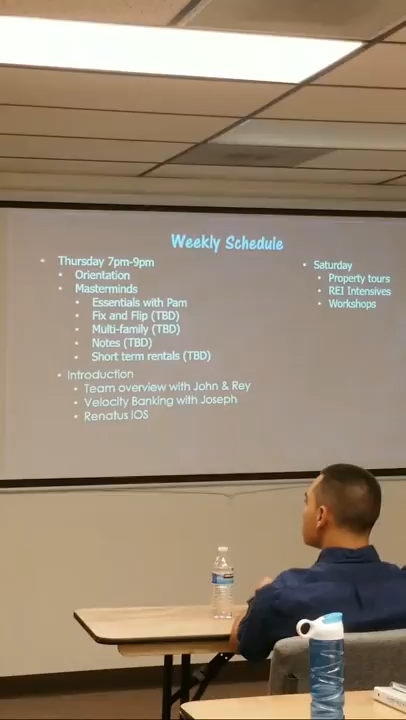 Weekly Schedule
• Thursday 7pm-9pm
• Orientation
• Masterminds
• Essentials with Pam
• Fix and Flip (TBD)
• Multi-family (TBD)
• Notes (TBD)
• Short term rentals (TBD)
• Introduction
• Team overview with John & Rey
• Velocity Banking with Joseph
• Renatus IOS
• Saturday
• Property tours
• REI Intensives
• Workshops